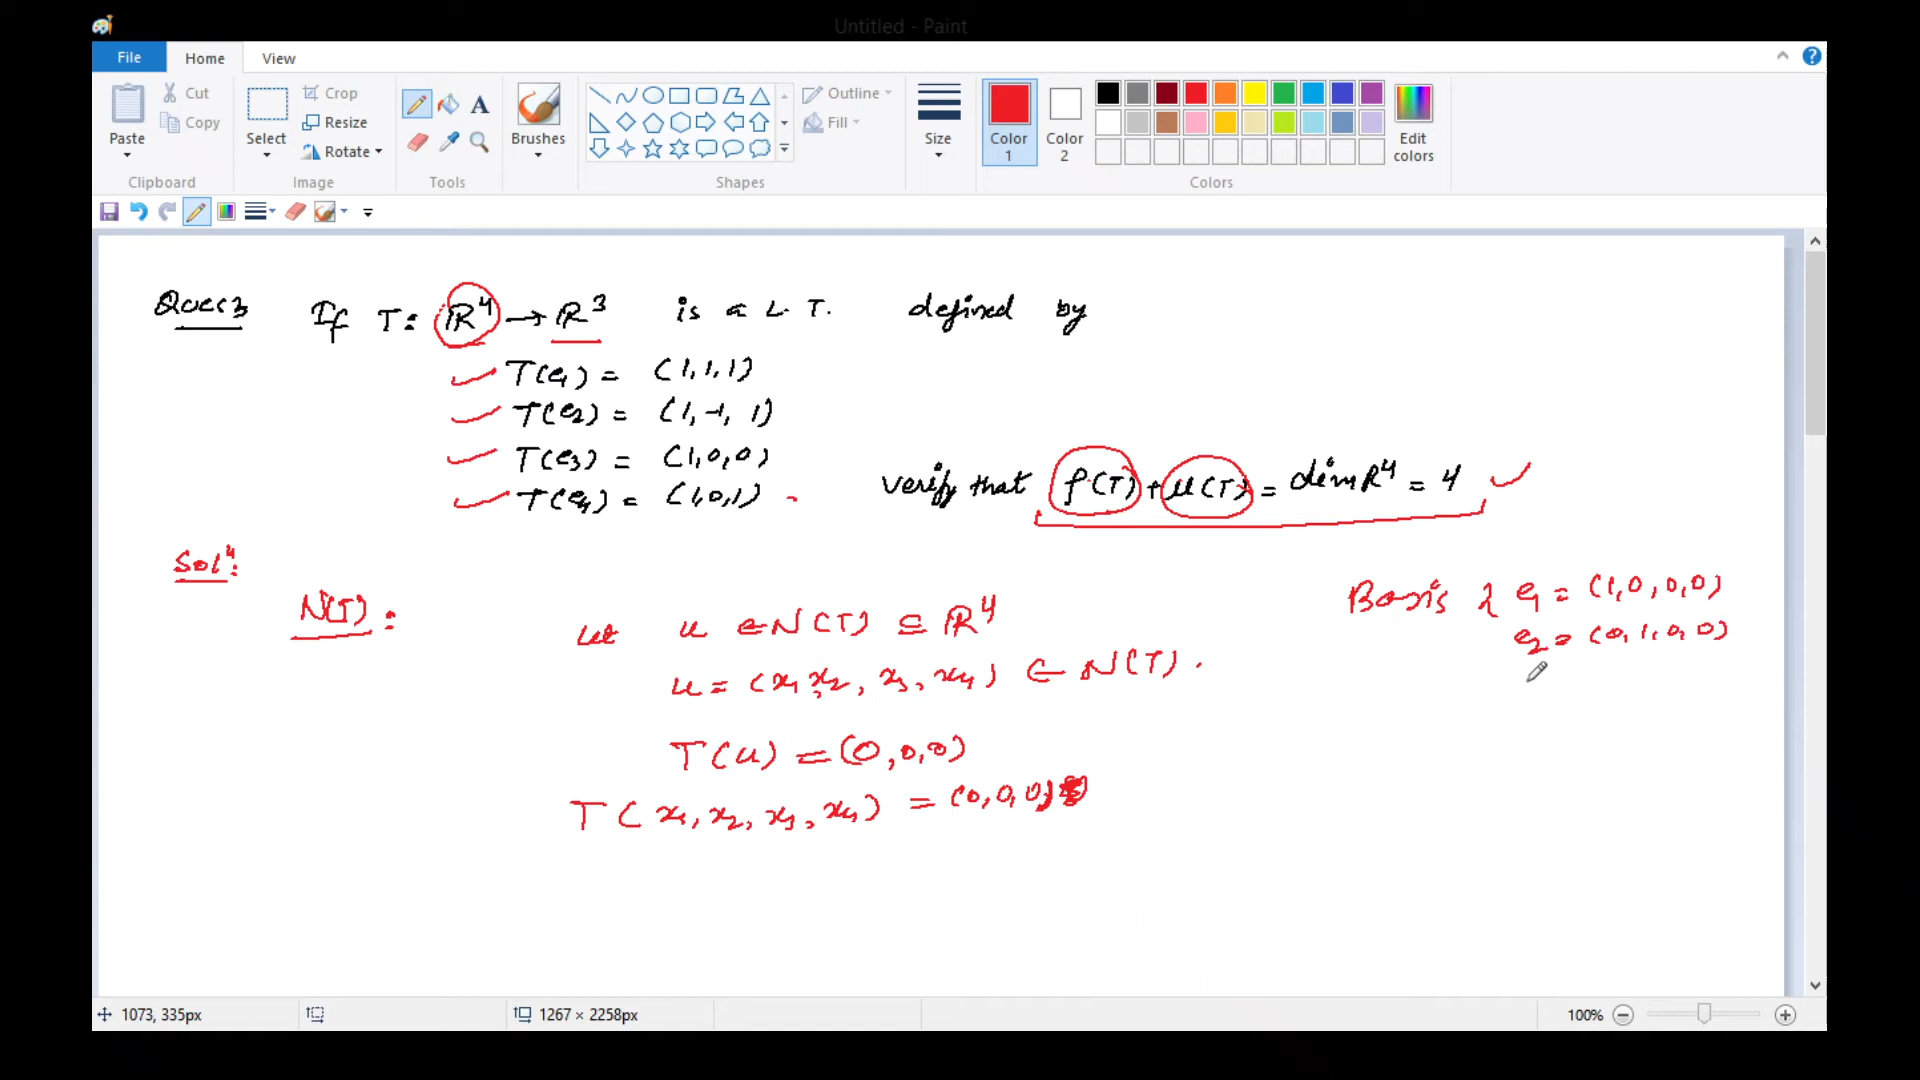 Untitled - Paint
File Home View
Paste Cut Copy Clipboard
Select Crop Resize Rotate Image
Tools
Brushes
Outline Fill Shapes
Size
Color 1 Color 2 Edit colors Colors
Ques 3 If T: R⁴ → R³ is a L.T. defined by
T(e₁) = (1, 1, 1)
T(e₂) = (1, -1, 1)
T(e₃) = (1, 0, 0)
T(e₄) = (1, 0, 1)
verify that ρ(T) + μ(T) = dim R⁴ = 4
Solⁿ:
N(T):
let u ∈ N(T) ⊆ R⁴
u = (x₁, x₂, x₃, x₄) ∈ N(T).
T(u) = (0, 0, 0)
T(x₁, x₂, x₃, x₄) = (0, 0, 0)
Basis { e₁ = (1, 0, 0, 0)
e₂ = (0, 1, 0, 0)
1073, 335px 1267 × 2258px 100%